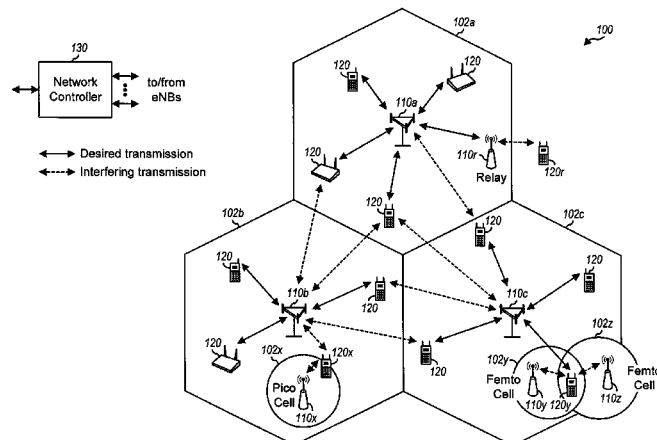 102a
100
130
Network
Controller
to/from
eNBs
120
120
110a
120
110r
Relay
120r
Desired transmission
Interfering transmission
102b
120
120
102c
120
120
110b
120
110c
120
102z
120
102x
120x
120
102y
Pico
Cell
110x
Femto
Cell
110y
120y
110z
Femto
Cell